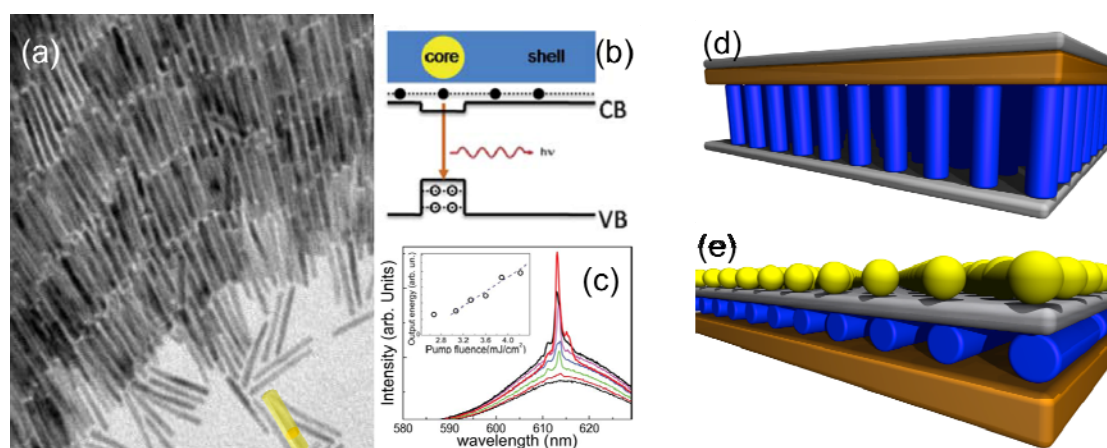 (a)
core
shell
(b)
CB
hν
VB
(c)
Output energy (arb. un.)
2.8 3.2 3.6 4.0
Pump fluence(mJ/cm²)
Intensity (arb. Units)
580 590 600 610 620
wavelength (nm)
(d)
(e)